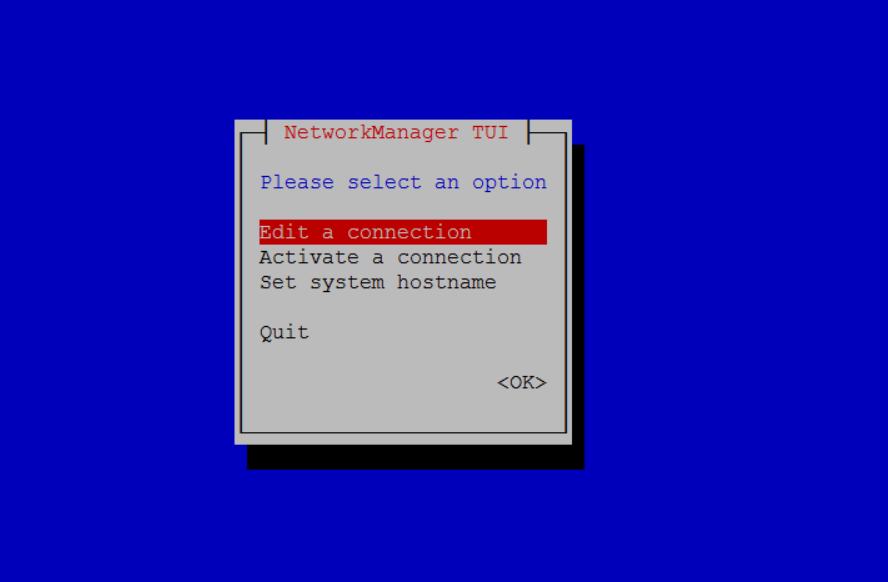 NetworkManager TUI
Please select an option
Edit a connection
Activate a connection
Set system hostname
Quit
<OK>